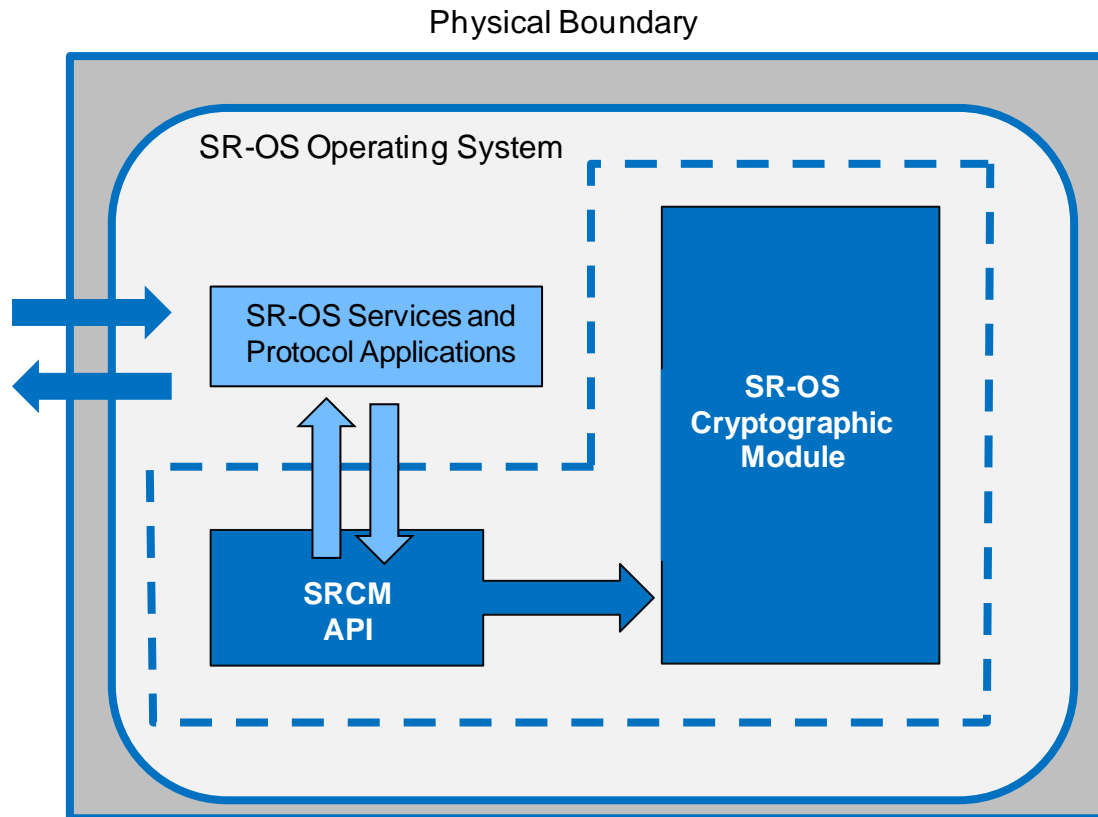 Physical Boundary
SR-OS Operating System
SR-OS Services and
Protocol Applications
SR-OS
Cryptographic
Module
SRCM
API